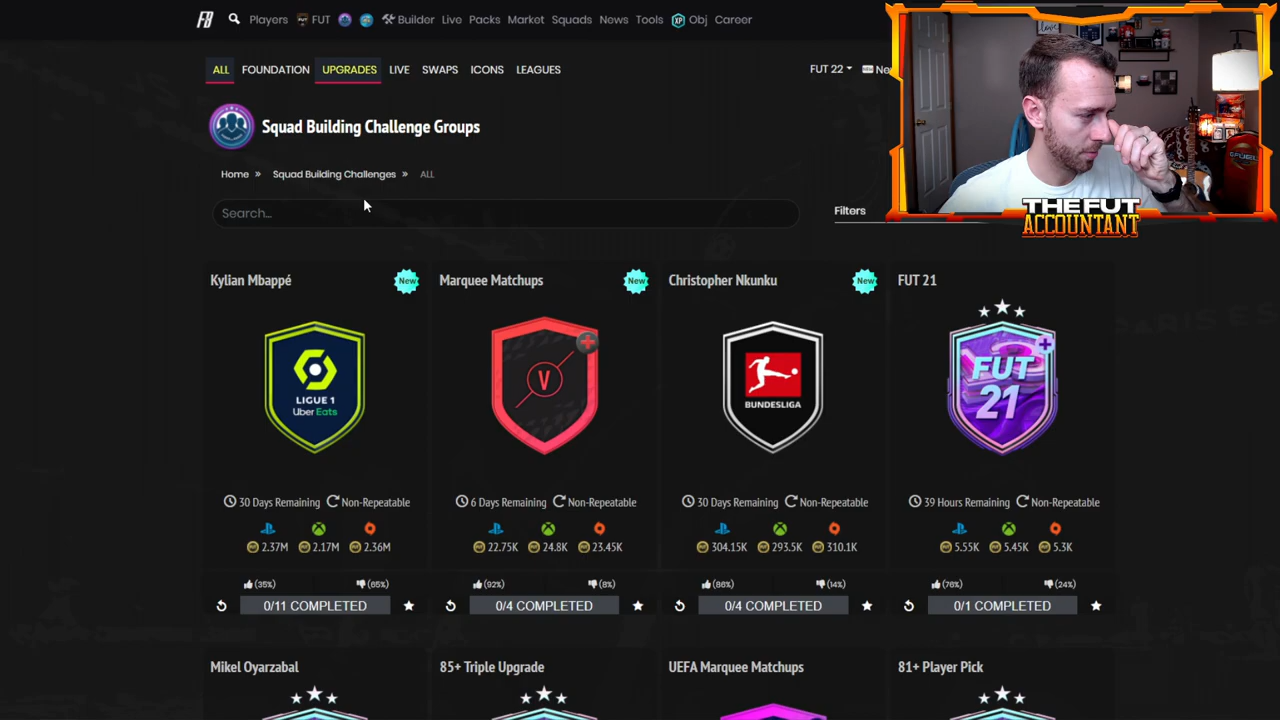 FB Players FUT Builder Live Packs Market Squads News Tools XP Obj Career
ALL FOUNDATION UPGRADES LIVE SWAPS ICONS LEAGUES FUT 22
Squad Building Challenge Groups
Home » Squad Building Challenges » ALL
Search...
Filters
THE FUT
ACCOUNTANT
Kylian Mbappé New
Marquee Matchups New
Christopher Nkunku New
FUT 21
LIGUE 1
Uber Eats
V
BUNDESLIGA
FUT
21
30 Days Remaining Non-Repeatable
6 Days Remaining Non-Repeatable
30 Days Remaining Non-Repeatable
39 Hours Remaining Non-Repeatable
2.37M 2.17M 2.36M
22.75K 24.8K 23.45K
304.15K 293.5K 310.1K
5.55K 5.45K 5.3K
(35%) (65%)
(92%) (8%)
(86%) (14%)
(76%) (24%)
0/11 COMPLETED
0/4 COMPLETED
0/4 COMPLETED
0/1 COMPLETED
Mikel Oyarzabal
85+ Triple Upgrade
UEFA Marquee Matchups
81+ Player Pick